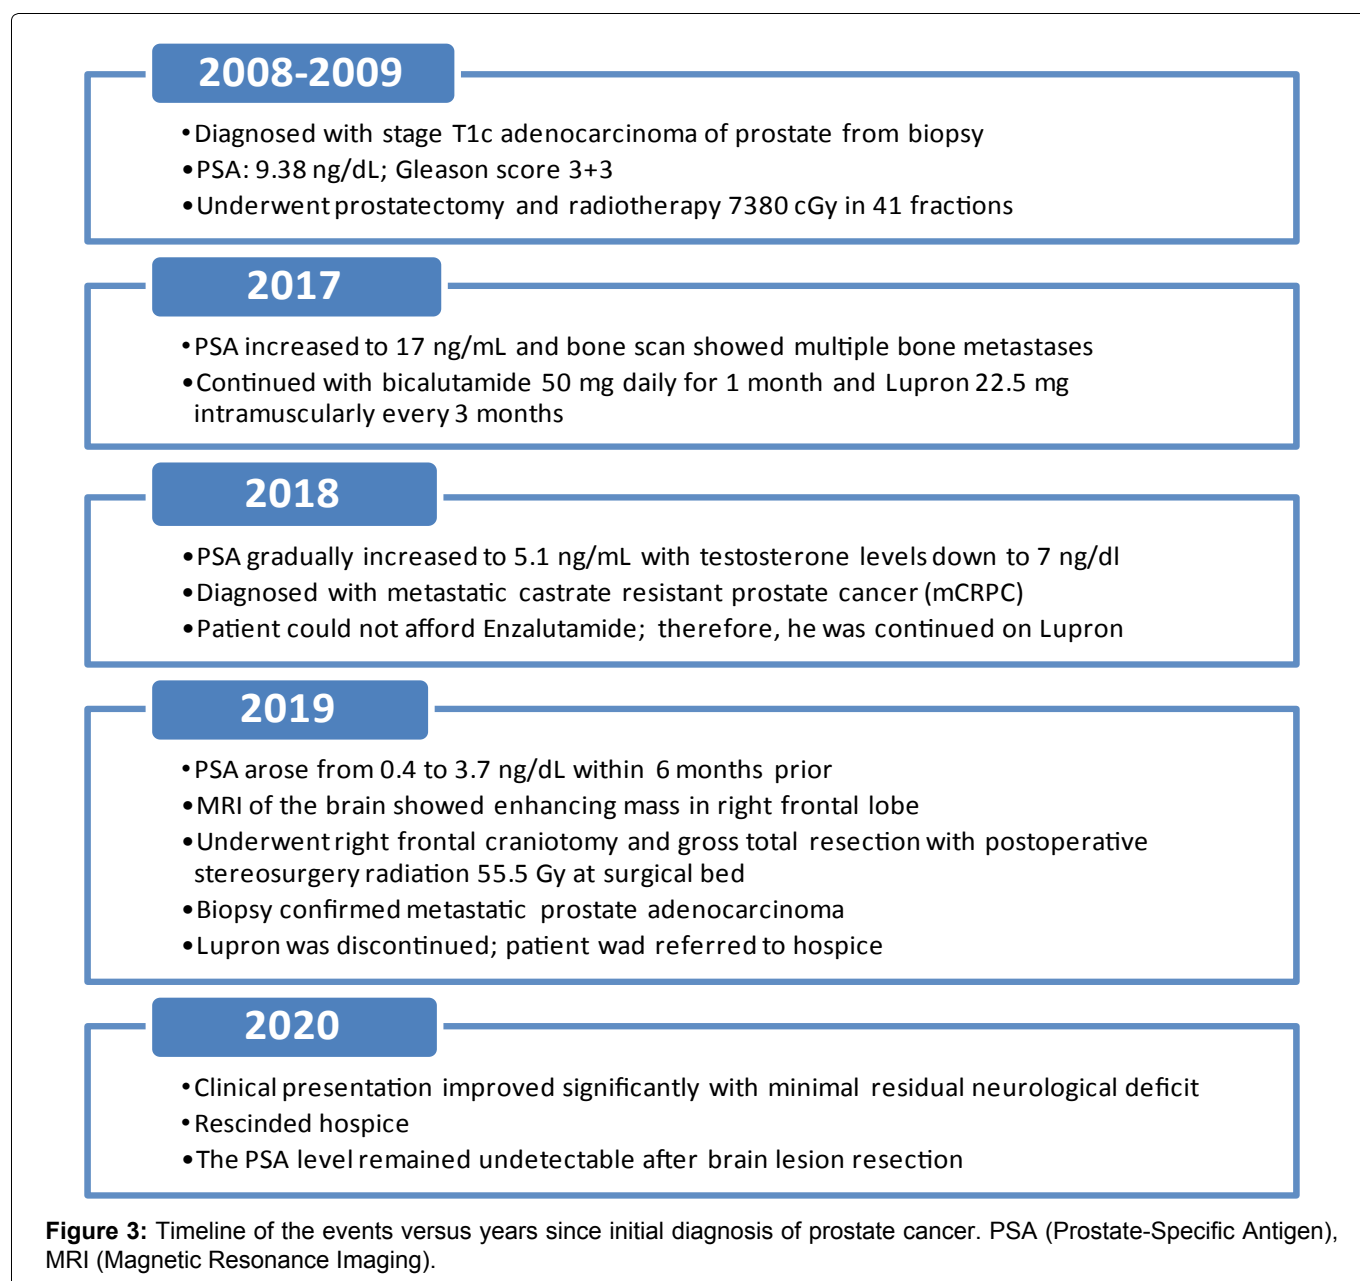 2008-2009
•Diagnosed with stage T1c adenocarcinoma of prostate from biopsy
•PSA: 9.38 ng/dL; Gleason score 3+3
•Underwent prostatectomy and radiotherapy 7380 cGy in 41 fractions
2017
•PSA increased to 17 ng/mL and bone scan showed multiple bone metastases
•Continued with bicalutamide 50 mg daily for 1 month and Lupron 22.5 mg
intramuscularly every 3 months
2018
•PSA gradually increased to 5.1 ng/mL with testosterone levels down to 7 ng/dl
•Diagnosed with metastatic castrate resistant prostate cancer (mCRPC)
•Patient could not afford Enzalutamide; therefore, he was continued on Lupron
2019
•PSA arose from 0.4 to 3.7 ng/dL within 6 months prior
•MRI of the brain showed enhancing mass in right frontal lobe
•Underwent right frontal craniotomy and gross total resection with postoperative
stereosurgery radiation 55.5 Gy at surgical bed
•Biopsy confirmed metastatic prostate adenocarcinoma
•Lupron was discontinued; patient wad referred to hospice
2020
•Clinical presentation improved significantly with minimal residual neurological deficit
•Rescinded hospice
•The PSA level remained undetectable after brain lesion resection
Figure 3: Timeline of the events versus years since initial diagnosis of prostate cancer. PSA (Prostate-Specific Antigen),
MRI (Magnetic Resonance Imaging).